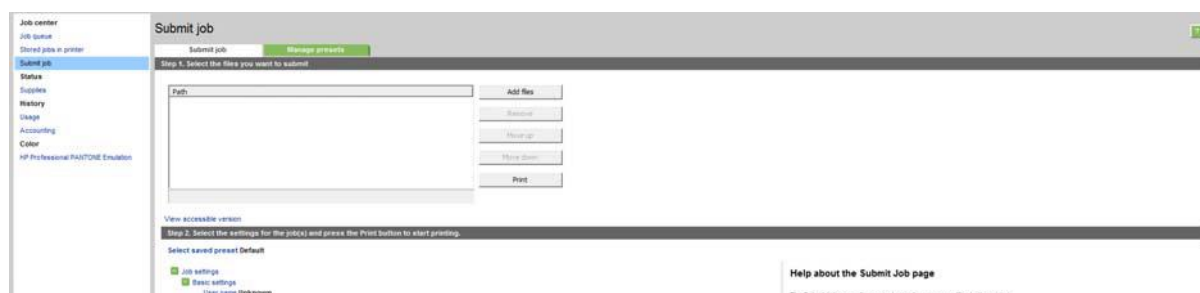 Job center
Job queue
Stored jobs in printer
Submit job
Status
Supplies
History
Usage
Accounting
Color
HP Professional PANTONE Emulation
Submit job
?
Submit job
Manage presets
Step 1. Select the files you want to submit
Path
Add files
Remove
Move up
Move down
Print
View accessible version
Step 2. Select the settings for the job(s) and press the Print button to start printing.
Select saved preset Default
Job settings
Basic settings
Help about the Submit Job page